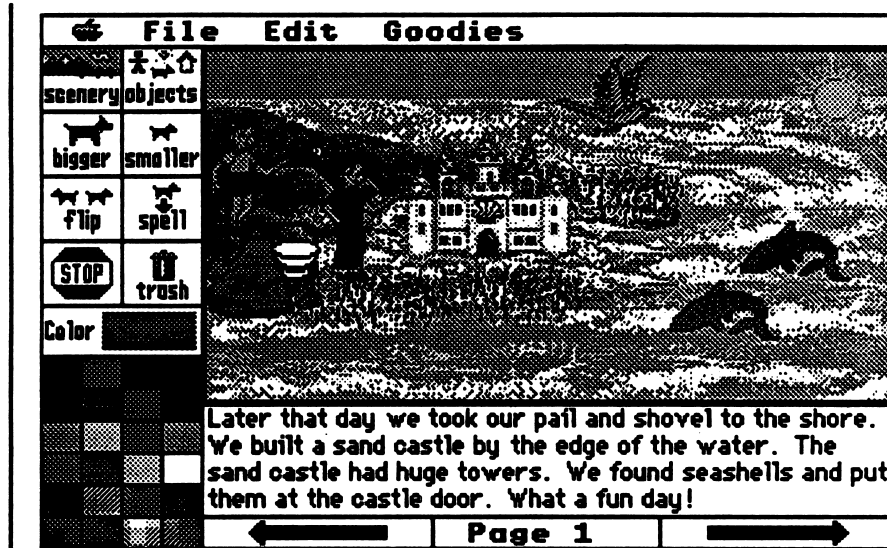 File Edit Goodies
scenery objects
bigger smaller
flip spell
STOP trash
Color
Later that day we took our pail and shovel to the shore.
We built a sand castle by the edge of the water. The
sand castle had huge towers. We found seashells and put
them at the castle door. What a fun day!
Page 1